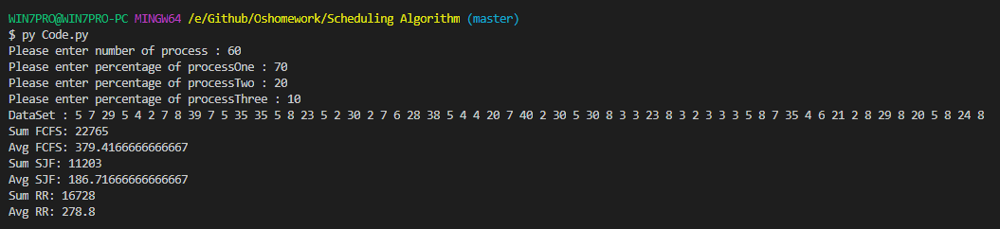 WIN7PRO@WIN7PRO-PC MINGW64 /e/Github/Oshomework/Scheduling Algorithm (master)
$ py Code.py
Please enter number of process : 60
Please enter percentage of processOne : 70
Please enter percentage of processTwo : 20
Please enter percentage of processThree : 10
DataSet : 5 7 29 5 4 2 7 8 39 7 5 35 35 5 8 23 5 2 30 2 7 6 28 38 5 4 4 20 7 40 2 30 5 30 8 3 3 23 8 3 2 3 3 3 5 8 7 35 4 6 21 2 8 29 8 20 5 8 24 8
Sum FCFS: 22765
Avg FCFS: 379.4166666666667
Sum SJF: 11203
Avg SJF: 186.71666666666667
Sum RR: 16728
Avg RR: 278.8